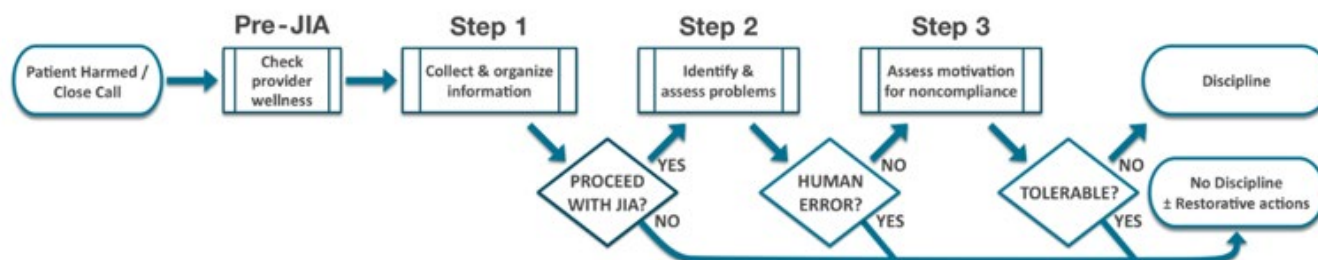 Pre-JIA
Step 1
Step 2
Step 3
Patient Harmed /
Close Call
Check
provider
wellness
Collect & organize
information
Identify &
assess problems
Assess motivation
for noncompliance
Discipline
PROCEED
WITH JIA?
YES
NO
HUMAN
ERROR?
NO
YES
TOLERABLE?
NO
YES
No Discipline
± Restorative actions